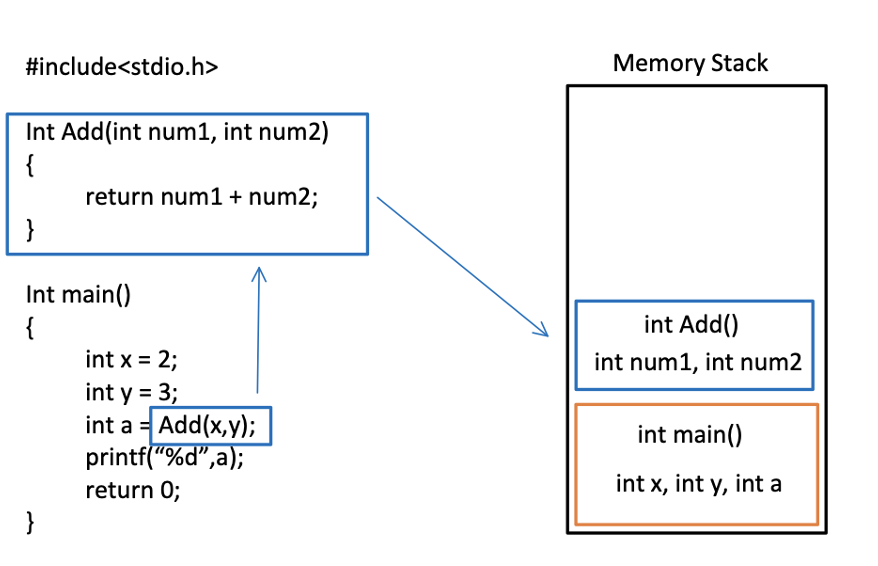 #include<stdio.h>
Int Add(int num1, int num2)
{
return num1 + num2;
}
Int main()
{
int x = 2;
int y = 3;
int a = Add(x,y);
printf(“%d”,a);
return 0;
}
Memory Stack
int Add()
int num1, int num2
int main()
int x, int y, int a